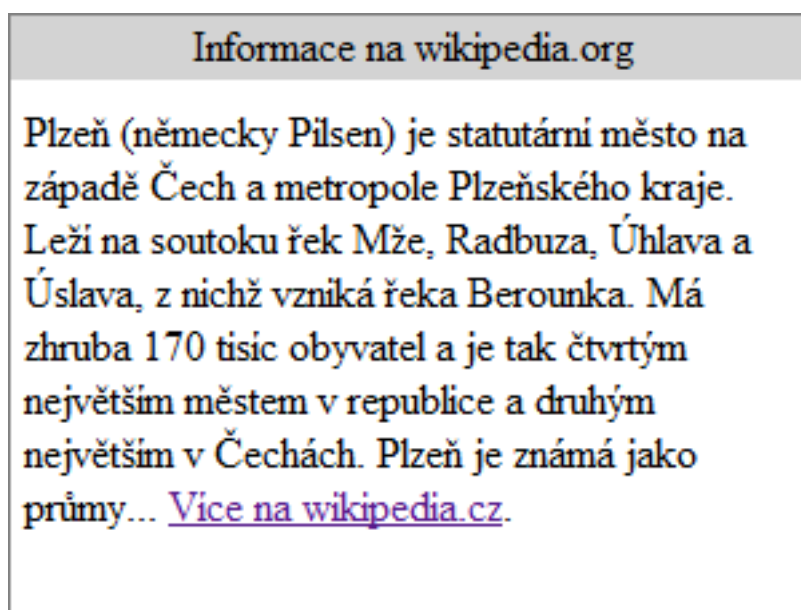 Informace na wikipedia.org
Plzeň (německy Pilsen) je statutární město na
západě Čech a metropole Plzeňského kraje.
Leží na soutoku řek Mže, Radbuza, Úhlava a
Úslava, z nichž vzniká řeka Berounka. Má
zhruba 170 tisíc obyvatel a je tak čtvrtým
největším městem v republice a druhým
největším v Čechách. Plzeň je známá jako
průmy... Více na wikipedia.cz.